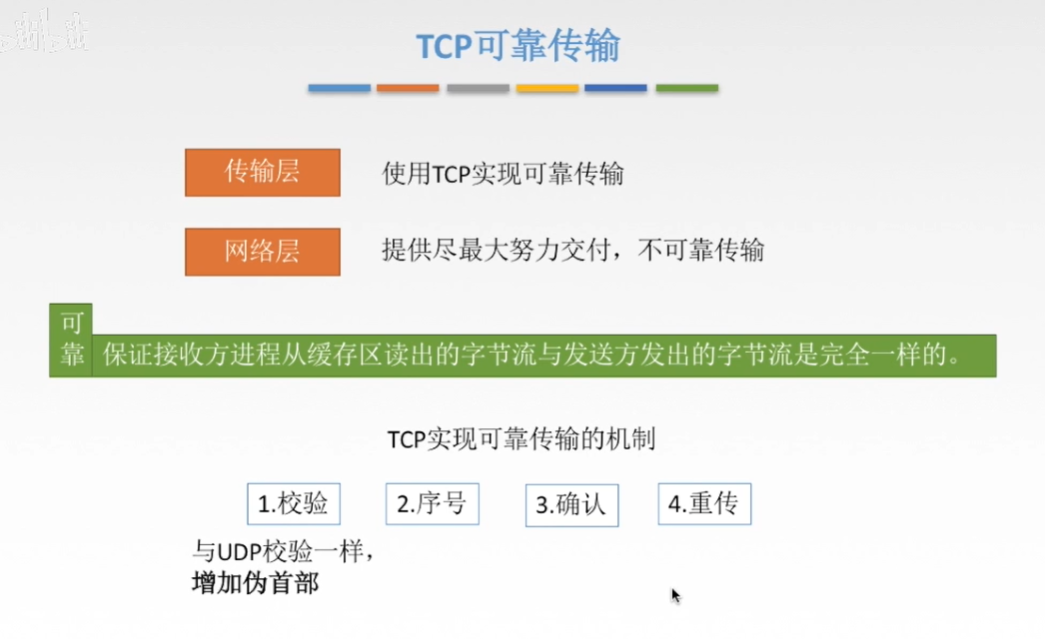 TCP可靠传输
传输层
使用TCP实现可靠传输
网络层
提供尽最大努力交付，不可靠传输
可
靠
保证接收方进程从缓存区读出的字节流与发送方发出的字节流是完全一样的。
TCP实现可靠传输的机制
1.校验
2.序号
3.确认
4.重传
与UDP校验一样，
增加伪首部